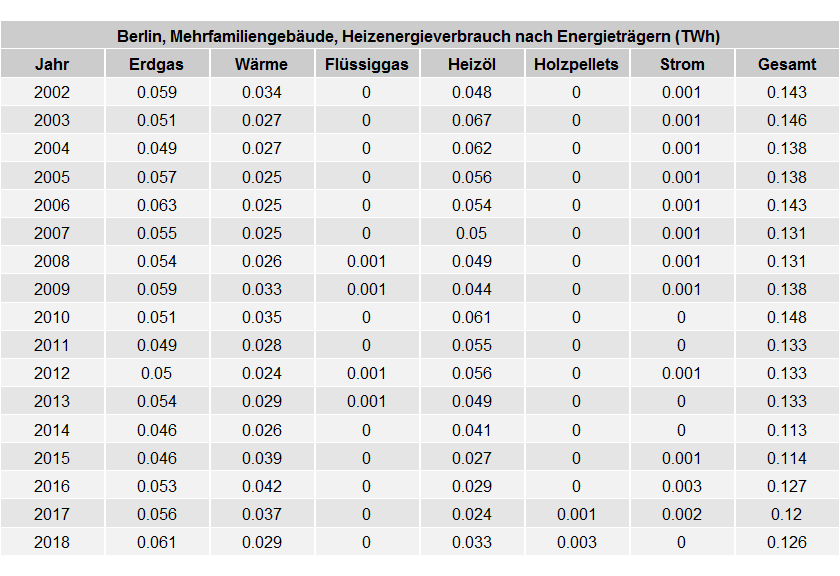 Berlin, Mehrfamiliengebäude, Heizenergieverbrauch nach Energieträgern (TWh)
Jahr Erdgas Wärme Flüssiggas Heizöl Holzpellets Strom Gesamt
2002 0.059 0.034 0 0.048 0 0.001 0.143
2003 0.051 0.027 0 0.067 0 0.001 0.146
2004 0.049 0.027 0 0.062 0 0.001 0.138
2005 0.057 0.025 0 0.056 0 0.001 0.138
2006 0.063 0.025 0 0.054 0 0.001 0.143
2007 0.055 0.025 0 0.05 0 0.001 0.131
2008 0.054 0.026 0.001 0.049 0 0.001 0.131
2009 0.059 0.033 0.001 0.044 0 0.001 0.138
2010 0.051 0.035 0 0.061 0 0 0.148
2011 0.049 0.028 0 0.055 0 0 0.133
2012 0.05 0.024 0.001 0.056 0 0.001 0.133
2013 0.054 0.029 0.001 0.049 0 0 0.133
2014 0.046 0.026 0 0.041 0 0 0.113
2015 0.046 0.039 0 0.027 0 0.001 0.114
2016 0.053 0.042 0 0.029 0 0.003 0.127
2017 0.056 0.037 0 0.024 0.001 0.002 0.12
2018 0.061 0.029 0 0.033 0.003 0 0.126